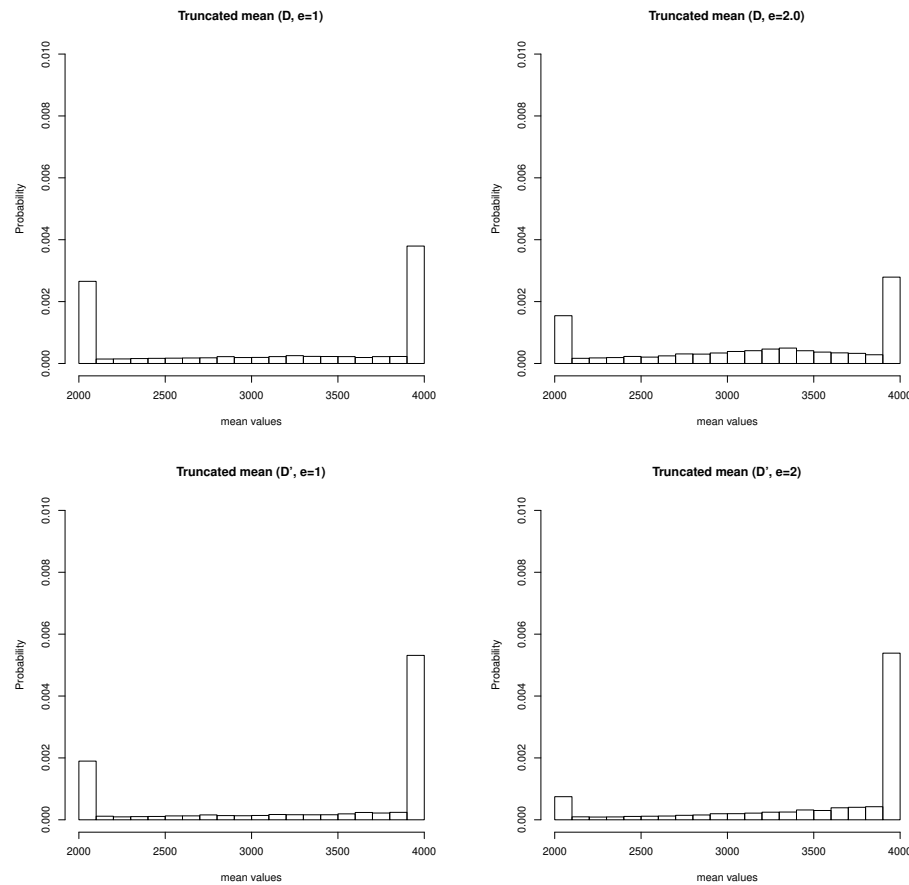 Truncated mean (D, e=1)
Probability
0.000 0.002 0.004 0.006 0.008 0.010
2000 2500 3000 3500 4000
mean values
Truncated mean (D, e=2.0)
Probability
0.000 0.002 0.004 0.006 0.008 0.010
2000 2500 3000 3500 4000
mean values
Truncated mean (D', e=1)
Probability
0.000 0.002 0.004 0.006 0.008 0.010
2000 2500 3000 3500 4000
mean values
Truncated mean (D', e=2)
Probability
0.000 0.002 0.004 0.006 0.008 0.010
2000 2500 3000 3500 4000
mean values